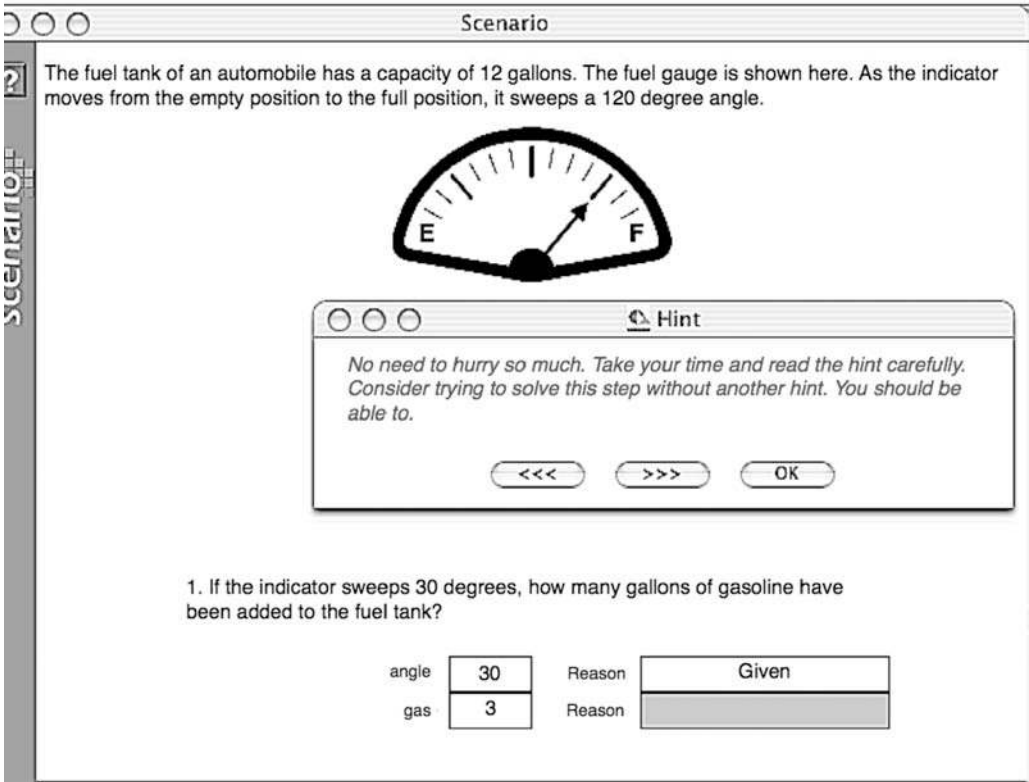 Scenario
?
scenario
The fuel tank of an automobile has a capacity of 12 gallons. The fuel gauge is shown here. As the indicator
moves from the empty position to the full position, it sweeps a 120 degree angle.
E F
Hint
No need to hurry so much. Take your time and read the hint carefully.
Consider trying to solve this step without another hint. You should be
able to.
<<< >>> OK
1. If the indicator sweeps 30 degrees, how many gallons of gasoline have
been added to the fuel tank?
angle 30 Reason Given
gas 3 Reason